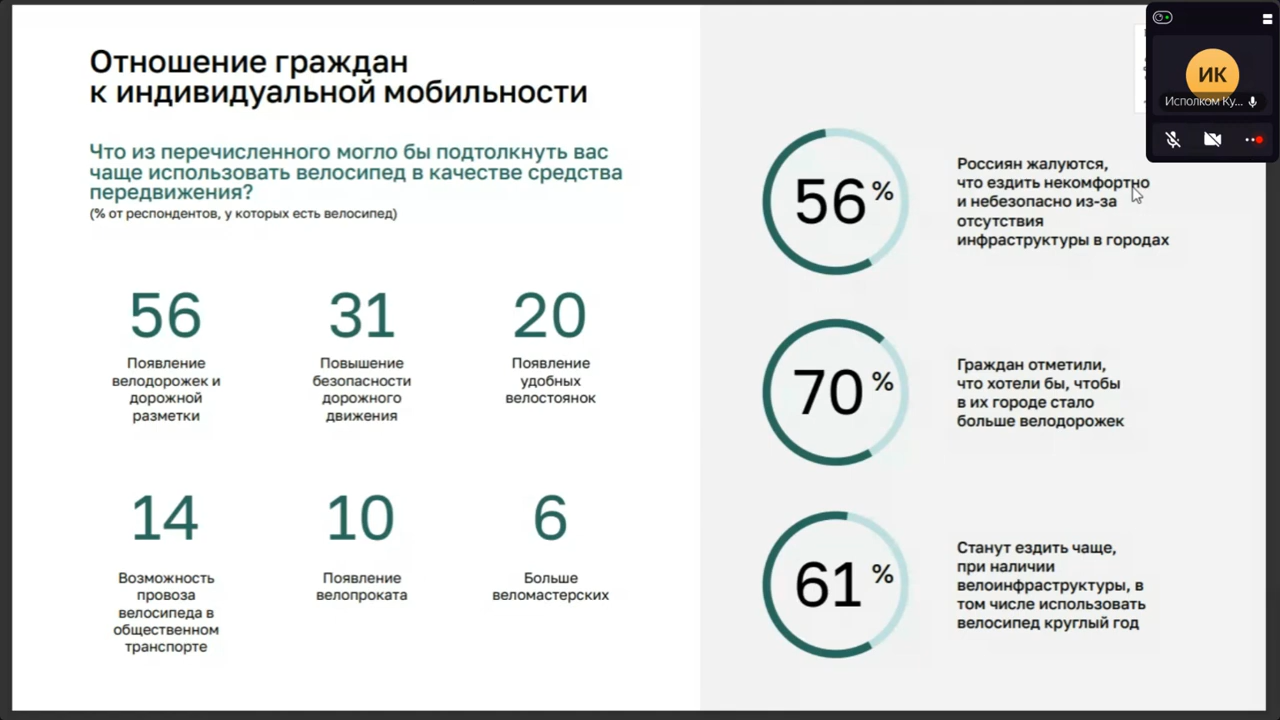 Отношение граждан
к индивидуальной мобильности
Что из перечисленного могло бы подтолкнуть вас
чаще использовать велосипед в качестве средства
передвижения?
(% от респондентов, у которых есть велосипед)
56
Появление
велодорожек и
дорожной
разметки
31
Повышение
безопасности
дорожного
движения
20
Появление
удобных
велостоянок
14
Возможность
провоза
велосипеда в
общественном
транспорте
10
Появление
велопроката
6
Больше
веломастерских
56%
Россиян жалуются,
что ездить некомфортно
и небезопасно из-за
отсутствия
инфраструктуры в городах
70%
Граждан отметили,
что хотели бы, чтобы
в их городе стало
больше велодорожек
61%
Станут ездить чаще,
при наличии
велоинфраструктуры, в
том числе использовать
велосипед круглый год
ИК
Исполком Ку...